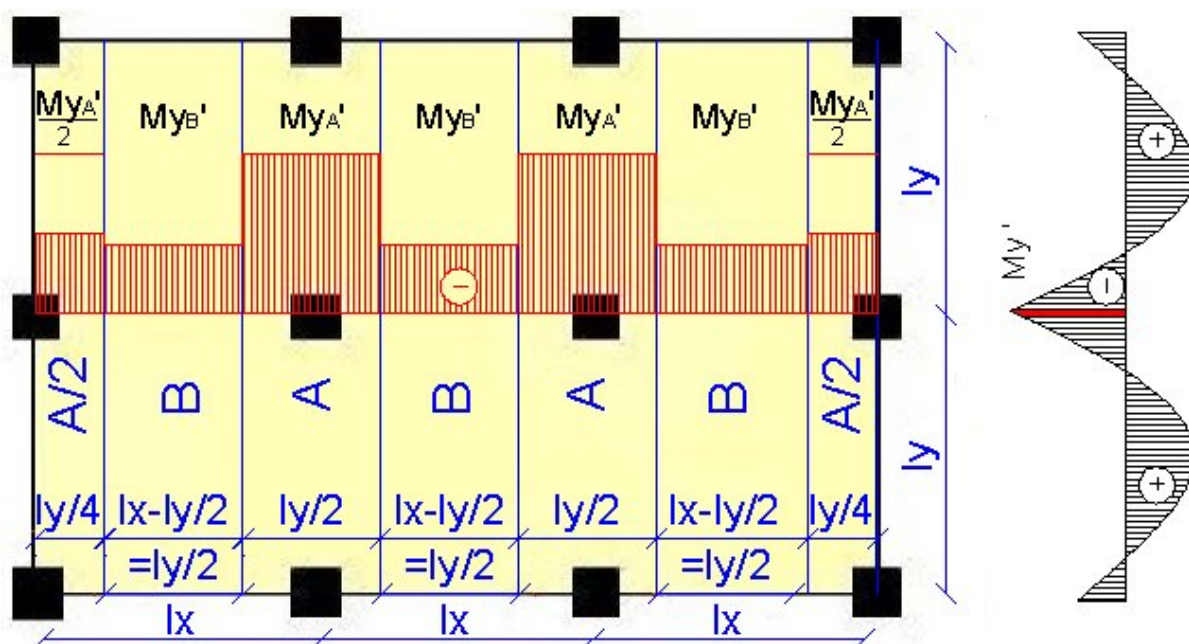 MyA'/2 MyB' MyA' MyB' MyA' MyB' MyA'/2
+
ly
My'
−
−
A/2 B A B A B A/2
ly
+
ly/4 lx-ly/2 ly/2 lx-ly/2 ly/2 lx-ly/2 ly/4
=ly/2 =ly/2 =ly/2
lx lx lx